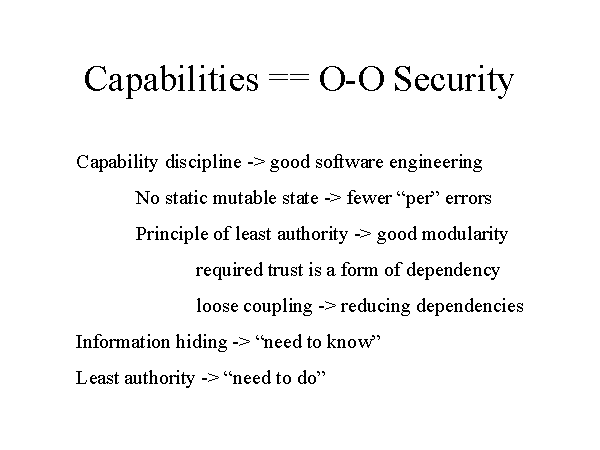 Capabilities == O-O Security
Capability discipline -> good software engineering
No static mutable state -> fewer “per” errors
Principle of least authority -> good modularity
required trust is a form of dependency
loose coupling -> reducing dependencies
Information hiding -> “need to know”
Least authority -> “need to do”